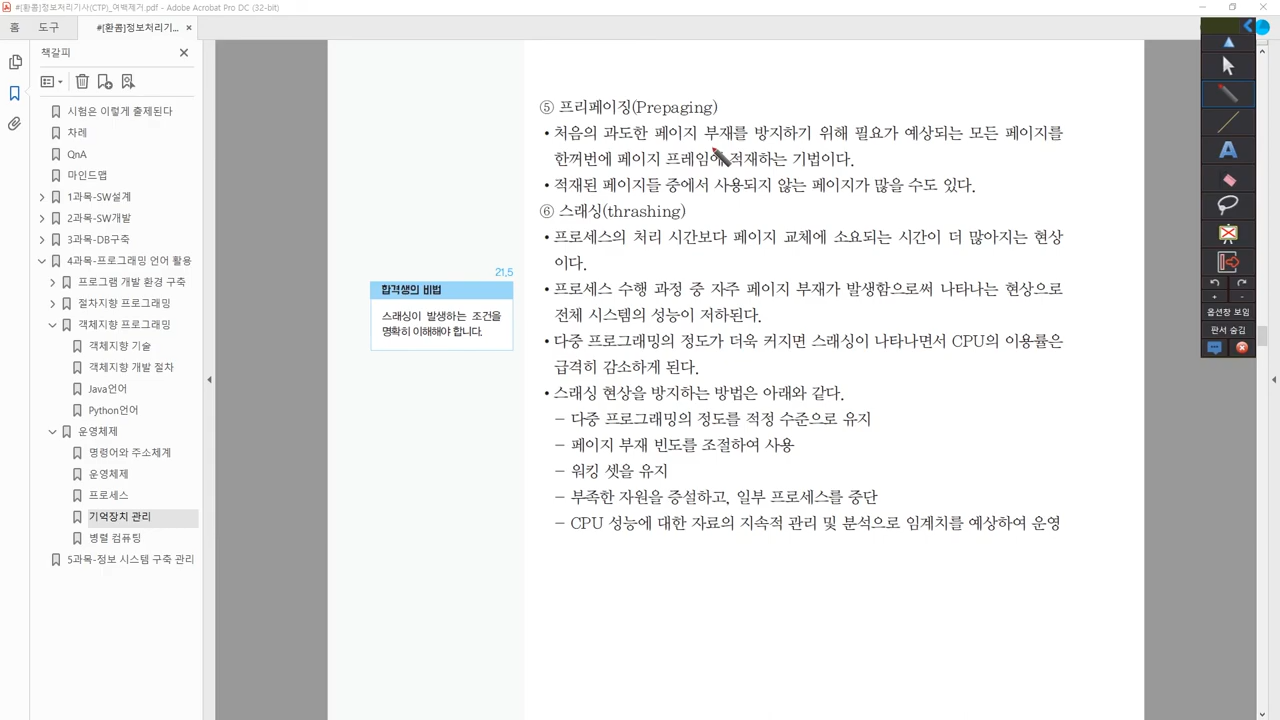 #[환콤]정보처리기사(CTP)_여백제거.pdf - Adobe Acrobat Pro DC (32-bit)
홈 도구 #[환콤]정보처리기... ×
책갈피
시험은 이렇게 출제된다
차례
QnA
마인드맵
1과목-SW설계
2과목-SW개발
3과목-DB구축
4과목-프로그래밍 언어 활용
프로그램 개발 환경 구축
절차지향 프로그래밍
객체지향 프로그래밍
객체지향 기술
객체지향 개발 절차
Java언어
Python언어
운영체제
명령어와 주소체계
운영체제
프로세스
기억장치 관리
병렬 컴퓨팅
5과목-정보 시스템 구축 관리
21.5
합격생의 비법
스래싱이 발생하는 조건을
명확히 이해해야 합니다.
⑤ 프리페이징(Prepaging)
• 처음의 과도한 페이지 부재를 방지하기 위해 필요가 예상되는 모든 페이지를
한꺼번에 페이지 프레임에 적재하는 기법이다.
• 적재된 페이지들 중에서 사용되지 않는 페이지가 많을 수도 있다.
⑥ 스래싱(thrashing)
• 프로세스의 처리 시간보다 페이지 교체에 소요되는 시간이 더 많아지는 현상
이다.
• 프로세스 수행 과정 중 자주 페이지 부재가 발생함으로써 나타나는 현상으로
전체 시스템의 성능이 저하된다.
• 다중 프로그래밍의 정도가 더욱 커지면 스래싱이 나타나면서 CPU의 이용률은
급격히 감소하게 된다.
• 스래싱 현상을 방지하는 방법은 아래와 같다.
– 다중 프로그래밍의 정도를 적정 수준으로 유지
– 페이지 부재 빈도를 조절하여 사용
– 워킹 셋을 유지
– 부족한 자원을 증설하고, 일부 프로세스를 중단
– CPU 성능에 대한 자료의 지속적 관리 및 분석으로 임계치를 예상하여 운영
A
+ -
옵션창 보임
판서 숨김